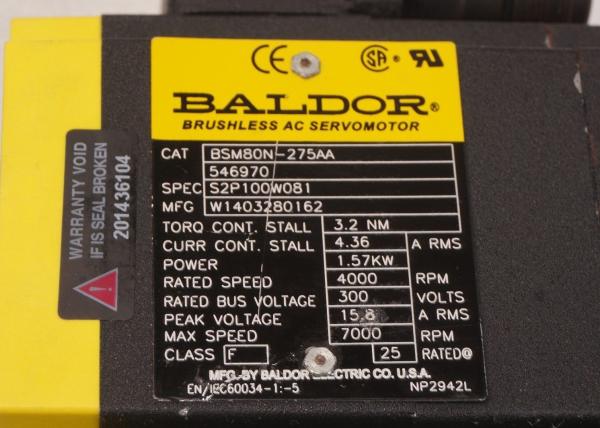 CE SA® RU
BALDOR®
BRUSHLESS AC SERVOMOTOR
CAT BSM80N-275AA
546970
SPEC S2P100W081
MFG W1403280162
TORQ CONT. STALL 3.2 NM
CURR CONT. STALL 4.36 A RMS
POWER 1.57KW
RATED SPEED 4000 RPM
RATED BUS VOLTAGE 300 VOLTS
PEAK VOLTAGE 15.8 A RMS
MAX SPEED 7000 RPM
CLASS F 25 RATED@
MFG. BY BALDOR ELECTRIC CO. U.S.A.
EN/IEC60034-1:-5 NP2942L
WARRANTY VOID
IF IS SEAL BROKEN
201436104